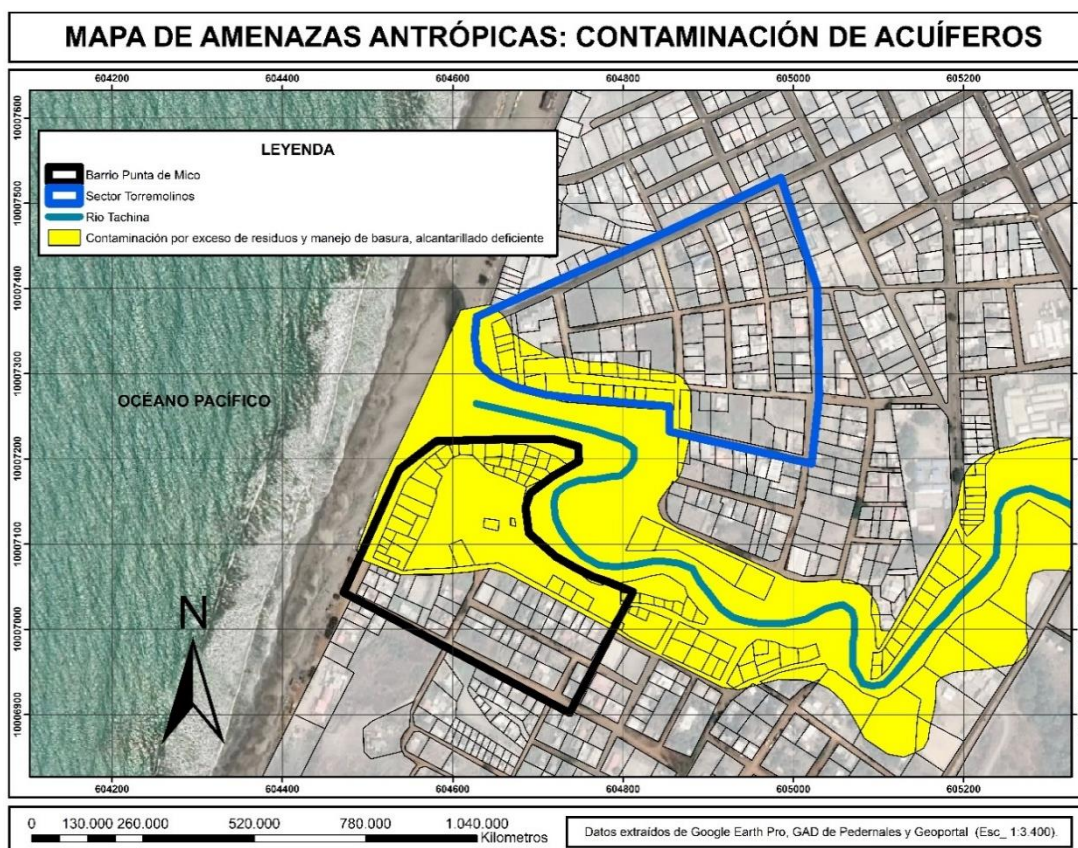 MAPA DE AMENAZAS ANTRÓPICAS: CONTAMINACIÓN DE ACUÍFEROS
604200 604400 604600 604800 605000 605200
10007600
10007500
10007400
10007300
10007200
10007100
10007000
10006900
LEYENDA
Barrio Punta de Mico
Sector Torremolinos
Rio Tachina
Contaminación por exceso de residuos y manejo de basura, alcantarillado deficiente
OCÉANO PACÍFICO
N
604200 604400 604600 604800 605000 605200
0 130.000 260.000 520.000 780.000 1.040.000
Kilometros
Datos extraídos de Google Earth Pro, GAD de Pedernales y Geoportal (Esc_ 1:3.400).